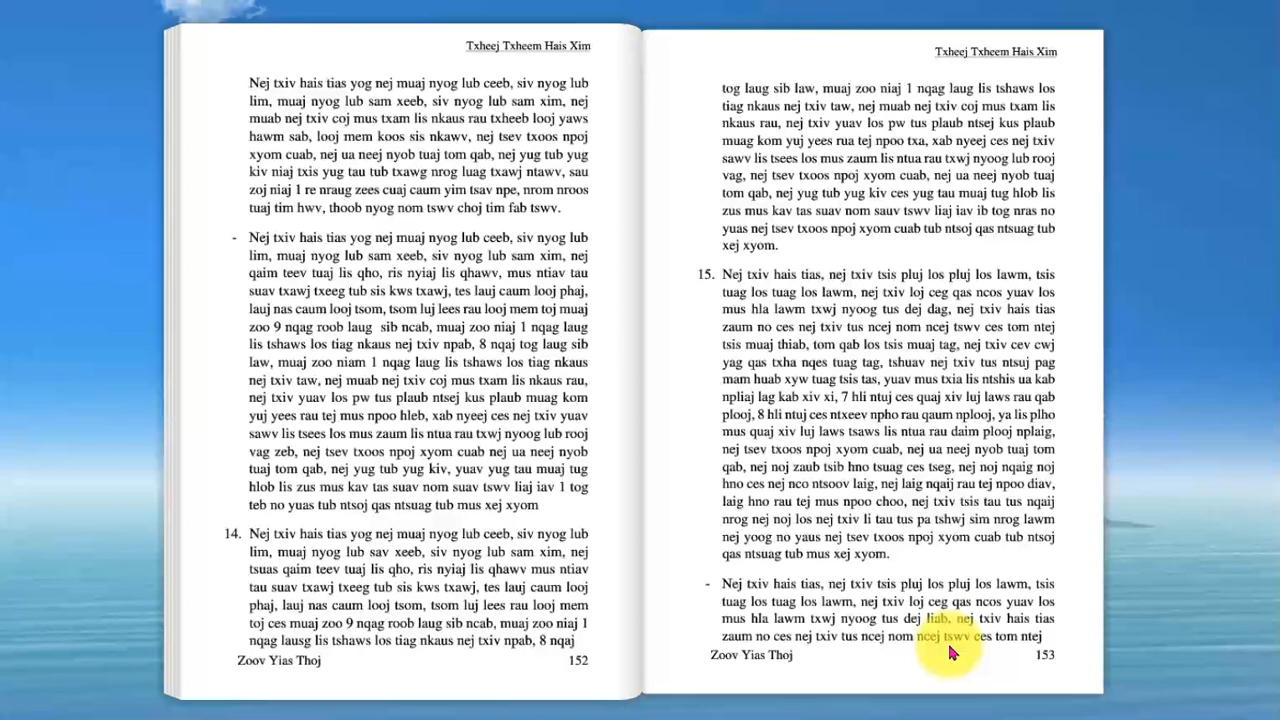 Txheej Txheem Hais Xim
Nej txiv hais tias yog nej muaj nyog lub ceeb, siv nyog lub
lim, muaj nyog lub sam xeeb, siv nyog lub sam xim, nej
muab nej txiv coj mus txam lis nkaus rau txheeb looj yaws
hawm sab, looj mem koos sis nkawv, nej tsev txoos npoj
xyom cuab, nej ua neej nyob tuaj tom qab, nej yug tub yug
kiv niaj txis yug tau tub txawg nrog luag txawj ntawv, sau
zoj niaj 1 re nraug zees cuaj caum yim tsav npe, nrom nroos
tuaj tim hwv, thoob nyog nom tswv choj tim fab tswv.
- Nej txiv hais tias yog nej muaj nyog lub ceeb, siv nyog lub
lim, muaj nyog lub sam xeeb, siv nyog lub sam xim, nej
qaim teev tuaj lis qho, ris nyiaj lis qhawv, mus ntiav tau
suav txawj txeeg tub sis kws txawj, tes lauj caum looj phaj,
lauj nas caum looj tsom, tsom luj lees rau looj mem toj muaj
zoo 9 nqag roob laug sib ncab, muaj zoo niaj 1 nqag laug
lis tshaws los tiag nkaus nej txiv npab, 8 nqaj tog laug sib
law, muaj zoo niam 1 nqag laug lis tshaws los tiag nkaus
nej txiv taw, nej muab nej txiv coj mus txam lis nkaus rau,
nej txiv yuav los pw tus plaub ntsej kus plaub muag kom
yuj yees rau tej mus npoo hleb, xab nyeej ces nej txiv yuav
sawv lis tsees los mus zaum lis ntua rau txwj nyoog lub rooj
vag zeb, nej tsev txoos npoj xyom cuab nej ua neej nyob
tuaj tom qab, nej yug tub yug kiv, yuav yug tau muaj tug
hlob lis zus mus kav tas suav nom suav tswv liaj iav 1 tog
teb no yuas tub ntsoj qas ntsuag tub mus xej xyom
14. Nej txiv hais tias yog nej muaj nyog lub ceeb, siv nyog lub
lim, muaj nyog lub sav xeeb, siv nyog lub sam xim, nej
tsuas qaim teev tuaj lis qho, ris nyiaj lis qhawv mus ntiav
tau suav txawj txeeg tub sis kws txawj, tes lauj caum looj
phaj, lauj nas caum looj tsom, tsom luj lees rau looj mem
toj ces muaj zoo 9 nqag roob laug sib ncab, muaj zoo niaj 1
nqag lausg lis tshaws los tiag nkaus nej txiv npab, 8 nqaj
Zoov Yias Thoj 152
Txheej Txheem Hais Xim
tog laug sib law, muaj zoo niaj 1 nqag laug lis tshaws los
tiag nkaus nej txiv taw, nej muab nej txiv coj mus txam lis
nkaus rau, nej txiv yuav los pw tus plaub ntsej kus plaub
muag kom yuj yees rua tej npoo txa, xab nyeej ces nej txiv
sawv lis tsees los mus zaum lis ntua rau txwj nyoog lub rooj
vag, nej tsev txoos npoj xyom cuab, nej ua neej nyob tuaj
tom qab, nej yug tub yug kiv ces yug tau muaj tug hlob lis
zus mus kav tas suav nom sauv tswv liaj iav ib tog nras no
yuas nej tsev txoos npoj xyom cuab tub ntsoj qas ntsuag tub
xej xyom.
15. Nej txiv hais tias, nej txiv tsis pluj los pluj los lawm, tsis
tuag los tuag los lawm, nej txiv loj ceg qas ncos yuav los
mus hla lawm txwj nyoog tus dej dag, nej txiv hais tias
zaum no ces nej txiv tus ncej nom ncej tswv ces tom ntej
tsis muaj thiab, tom qab los tsis muaj tag, nej txiv cev cwj
yag qas txha nqes tuag tag, tshuav nej txiv tus ntsuj pag
mam huab xyw tuag tsis tas, yuav mus txia lis ntshis ua kab
npliaj lag kab xiv xi, 7 hli ntuj ces quaj xiv luj laws rau qab
plooj, 8 hli ntuj ces ntxeev npho rau qaum nplooj, ya lis plho
mus quaj xiv luj laws tsaws lis ntua rau daim plooj nplaig,
nej tsev txoos npoj xyom cuab, nej ua neej nyob tuaj tom
qab, nej noj zaub tsib hno tsuag ces tseg, nej noj nqaig noj
hno ces nej nco ntsoov laig, nej laig nqaij rau tej npoo diav,
laig hno rau tej mus npoo choo, nej txiv tsis tau tus nqaij
nrog nej noj los nej txiv li tau tus pa tshwj sim nrog lawm
nej yoog no yaus nej tsev txoos npoj xyom cuab tub ntsoj
qas ntsuag tub mus xej xyom.
- Nej txiv hais tias, nej txiv tsis pluj los pluj los lawm, tsis
tuag los tuag los lawm, nej txiv loj ceg qas ncos yuav los
mus hla lawm txwj nyoog tus dej liab, nej txiv hais tias
zaum no ces nej txiv tus ncej nom ncej tswv ces tom ntej
Zoov Yias Thoj 153